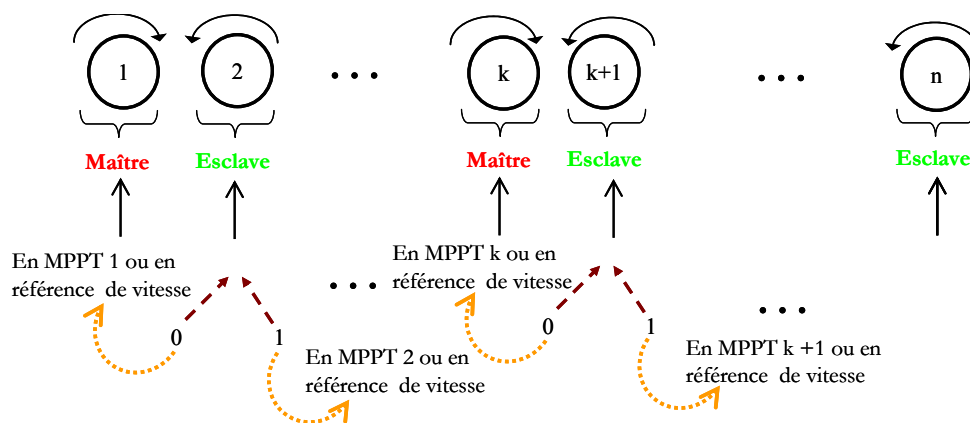 1 2 • • • k k+1 • • • n
Maître Esclave Maître Esclave Esclave
En MPPT 1 ou en
référence de vitesse
• • •
En MPPT k ou en
référence de vitesse
• • •
0 1 0 1
En MPPT 2 ou en
référence de vitesse
En MPPT k +1 ou en
référence de vitesse